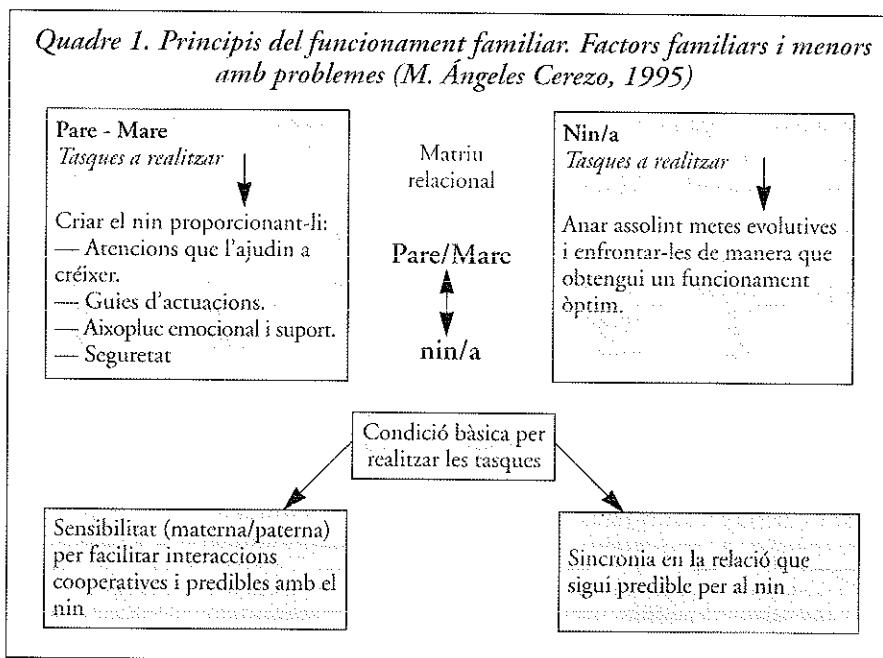 Quadre 1. Principis del funcionament familiar. Factors familiars i menors
amb problemes (M. Ángeles Cerezo, 1995)
Pare - Mare
Tasques a realitzar
Criar el nin proporcionant-li:
— Atencions que l'ajudin a
créixer.
— Guies d'actuacions.
— Aixopluc emocional i suport.
— Seguretat
Matriu
relacional
Pare/Mare
nin/a
Nin/a
Tasques a realitzar
Anar assolint metes evolutives
i enfrontar-les de manera que
obtengui un funcionament
òptim.
Condició bàsica per
realitzar les tasques
Sensibilitat (materna/paterna)
per facilitar interaccions
cooperatives i predibles amb el
nin
Sincronia en la relació que
sigui predible per al nin